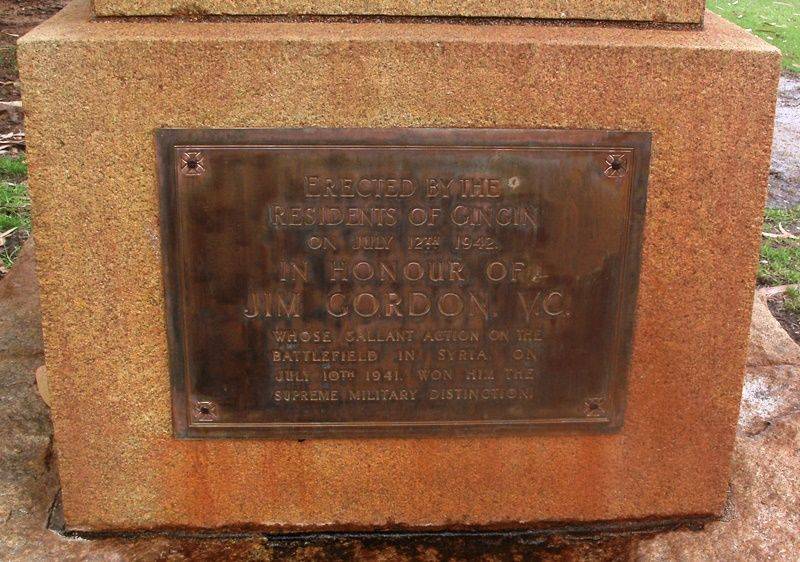 ERECTED BY THE
RESIDENTS OF GINGIN
ON JULY 12TH 1942.
IN HONOUR OF
JIM GORDON. V.C.
WHOSE GALLANT ACTION ON THE
BATTLEFIELD IN SYRIA ON
JULY 10TH 1941. WON HIM THE
SUPREME MILITARY DISTINCTION.